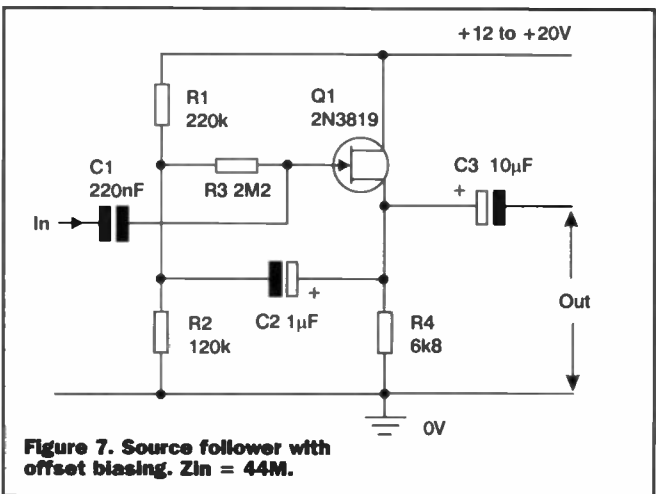 +12 to +20V
R1
220k
Q1
2N3819
C1
220nF
R3 2M2
C3 10µF
+
In
C2 1µF
+
R2
120k
R4
6k8
Out
0V
Figure 7. Source follower with
offset biasing. Zin = 44M.